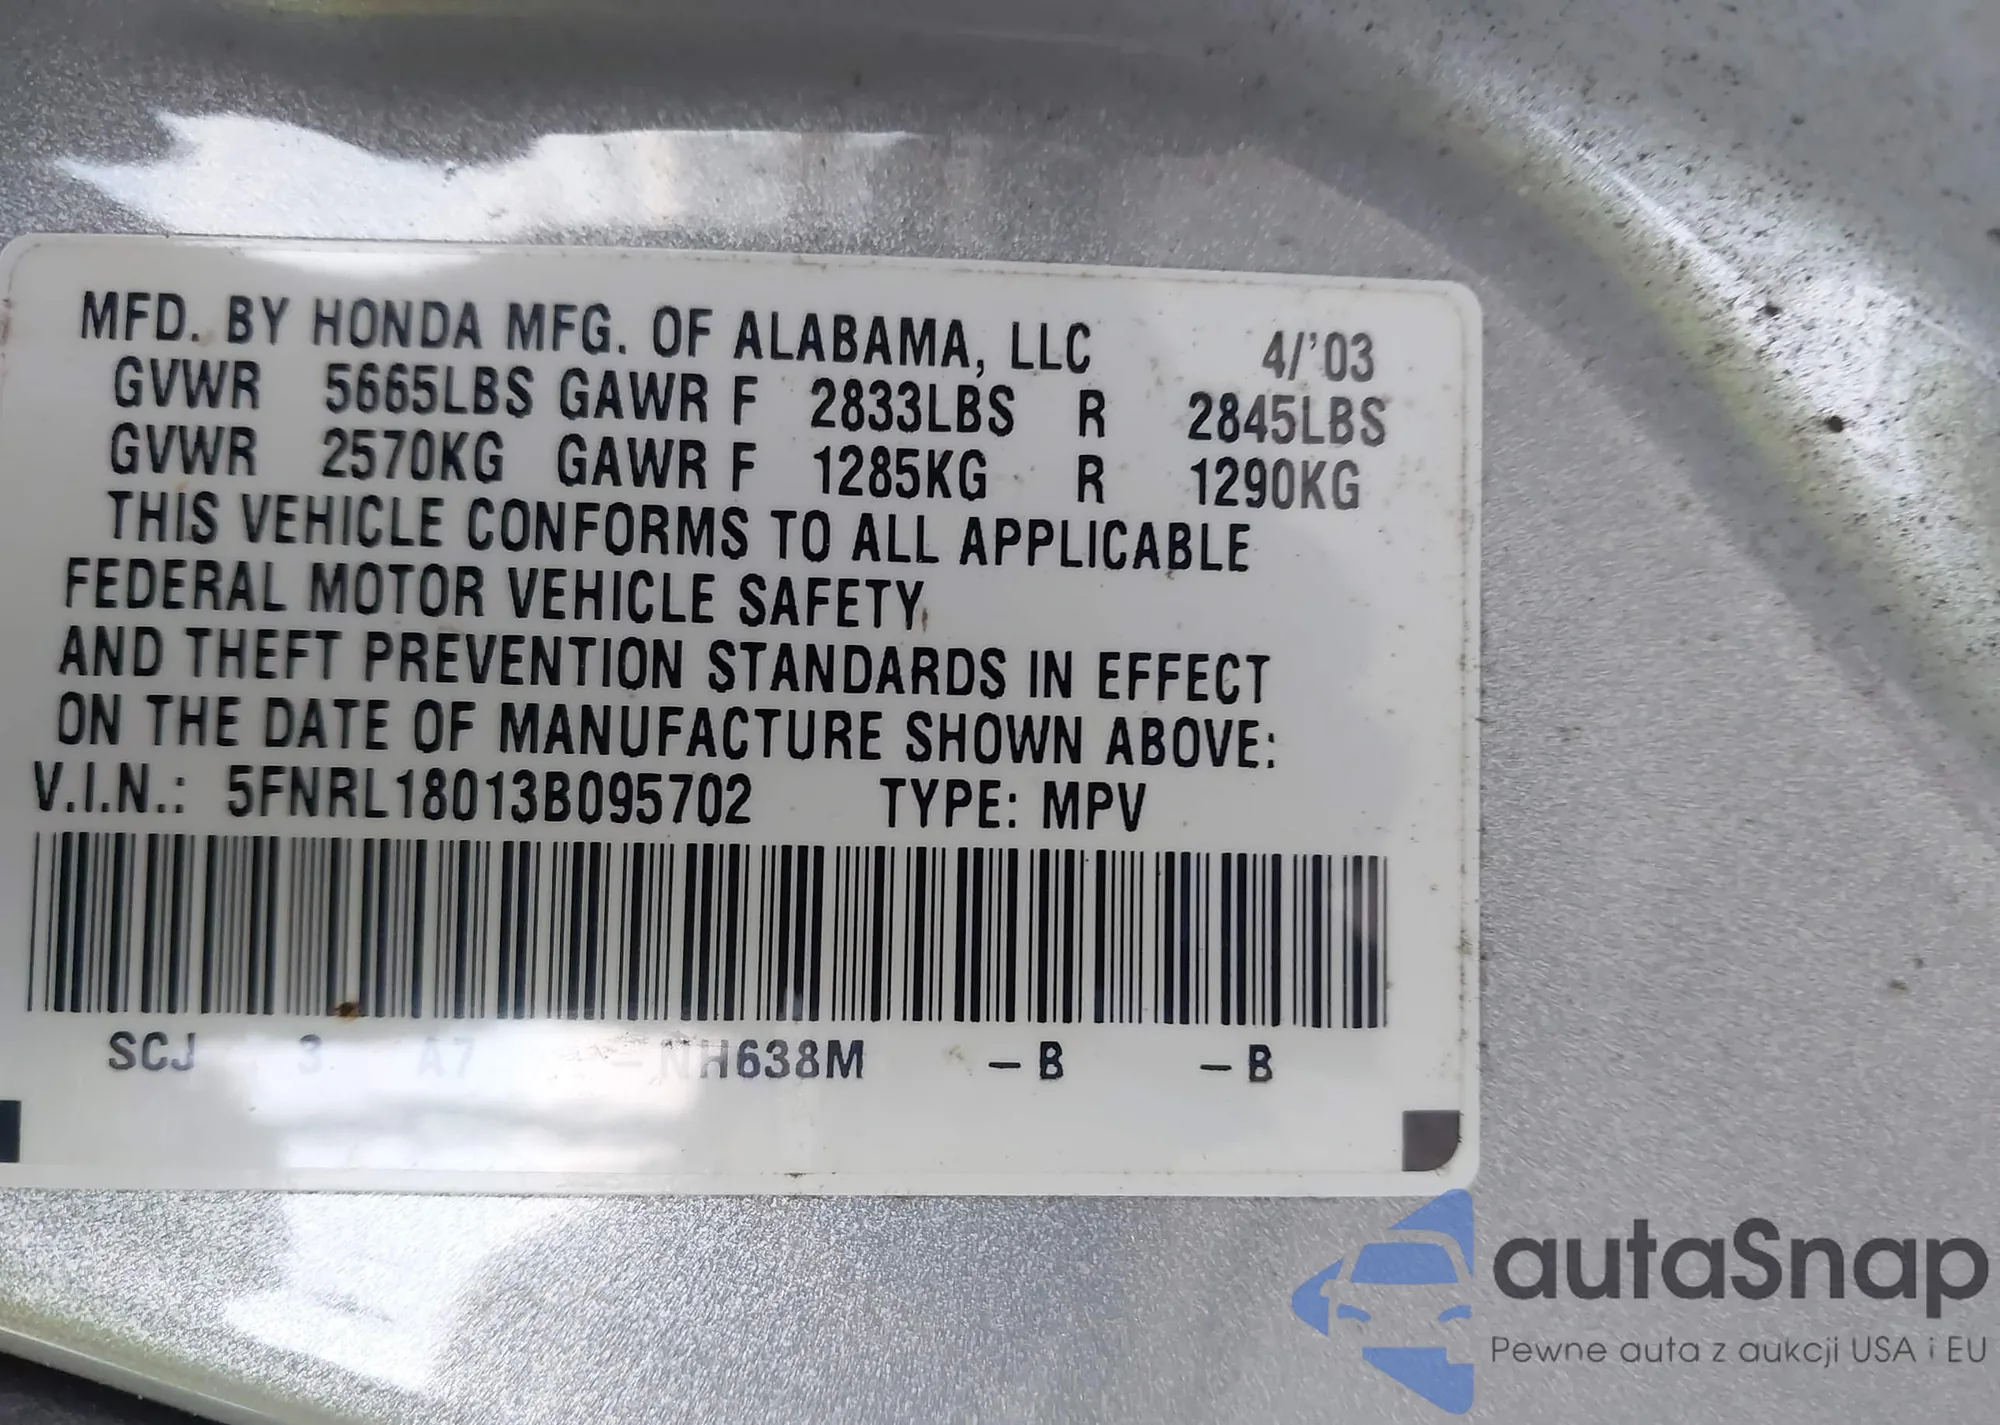 MFD. BY HONDA MFG. OF ALABAMA, LLC 4/'03
GVWR 5665LBS GAWR F 2833LBS R 2845LBS
GVWR 2570KG GAWR F 1285KG R 1290KG
THIS VEHICLE CONFORMS TO ALL APPLICABLE
FEDERAL MOTOR VEHICLE SAFETY
AND THEFT PREVENTION STANDARDS IN EFFECT
ON THE DATE OF MANUFACTURE SHOWN ABOVE:
V.I.N.: 5FNRL18013B095702 TYPE: MPV
SCJ 3 A7 -NH638M -B -B
autaSnap
Pewne auta z aukcji USA i EU